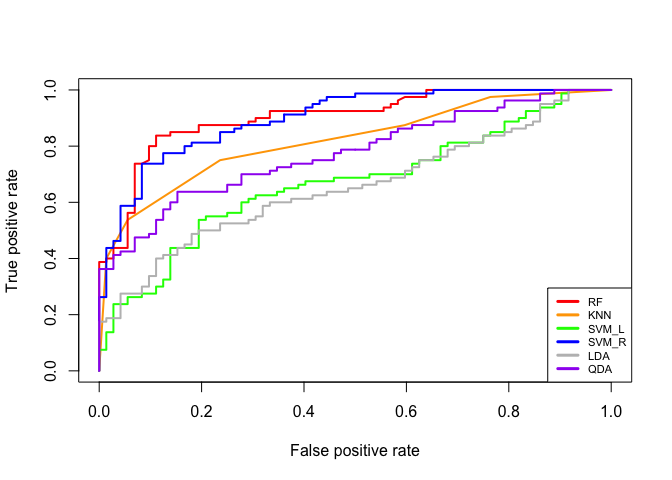 True positive rate
1.0
0.8
0.6
0.4
0.2
0.0
RF
KNN
SVM_L
SVM_R
LDA
QDA
0.0 0.2 0.4 0.6 0.8 1.0
False positive rate